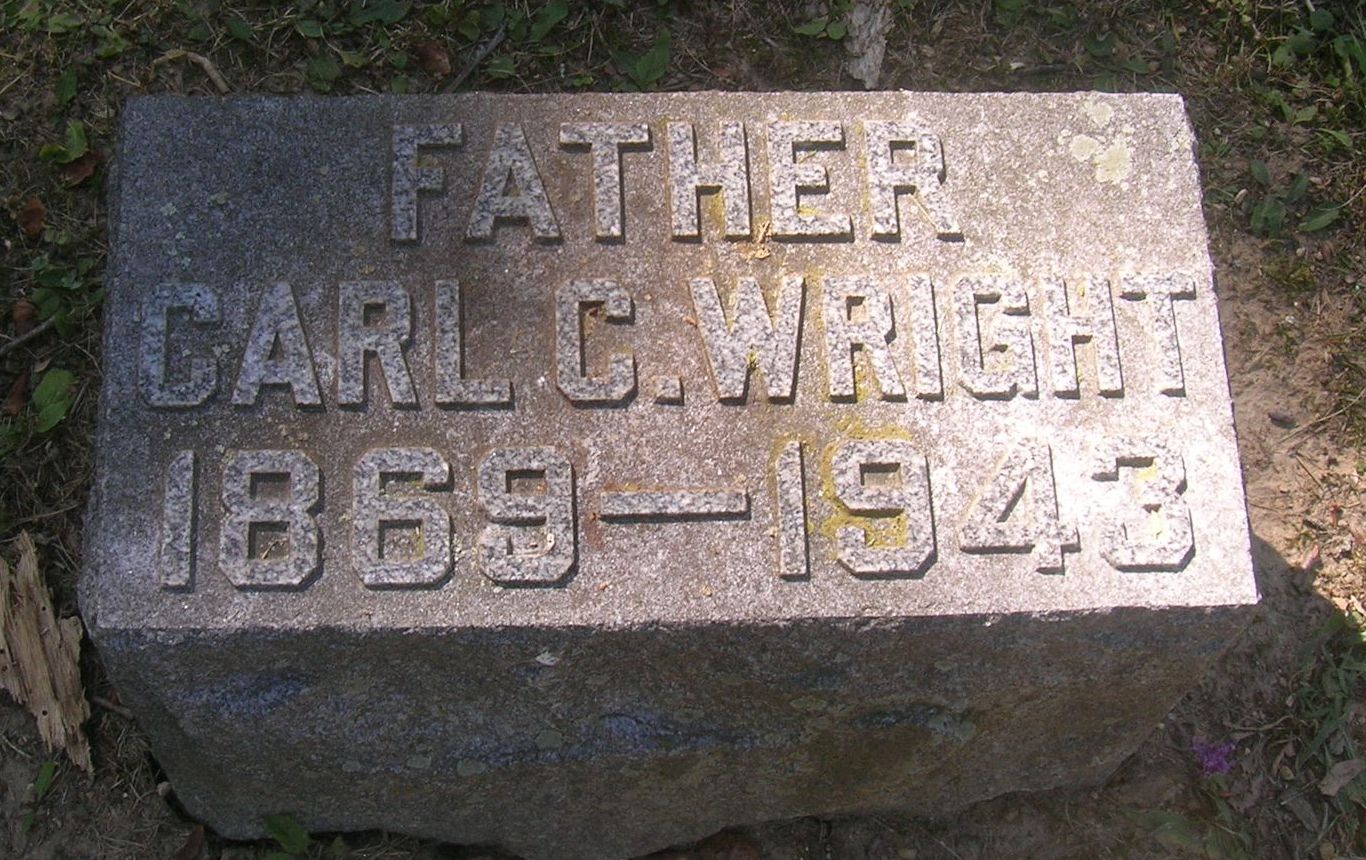 FATHER
CARL C. WRIGHT
1869—1943